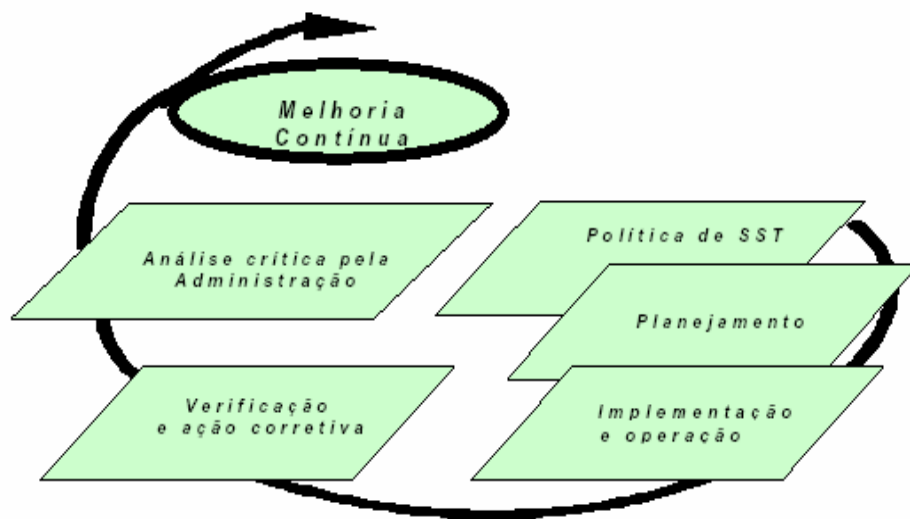 Melhoria
Contínua
Política de SST
Análise crítica pela
Administração
Planejamento
Verificação
e ação corretiva
Implementação
e operação